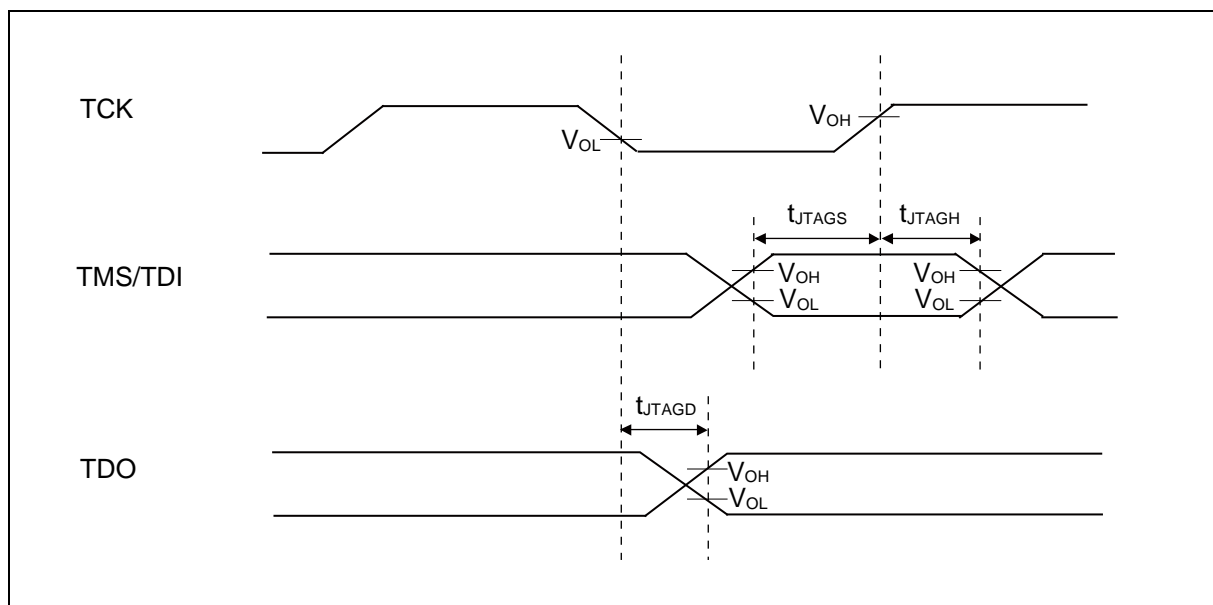 TCK
VOL
VOH
tJTAGS
tJTAGH
TMS/TDI
VOH
VOL
VOH
VOL
tJTAGD
TDO
VOH
VOL